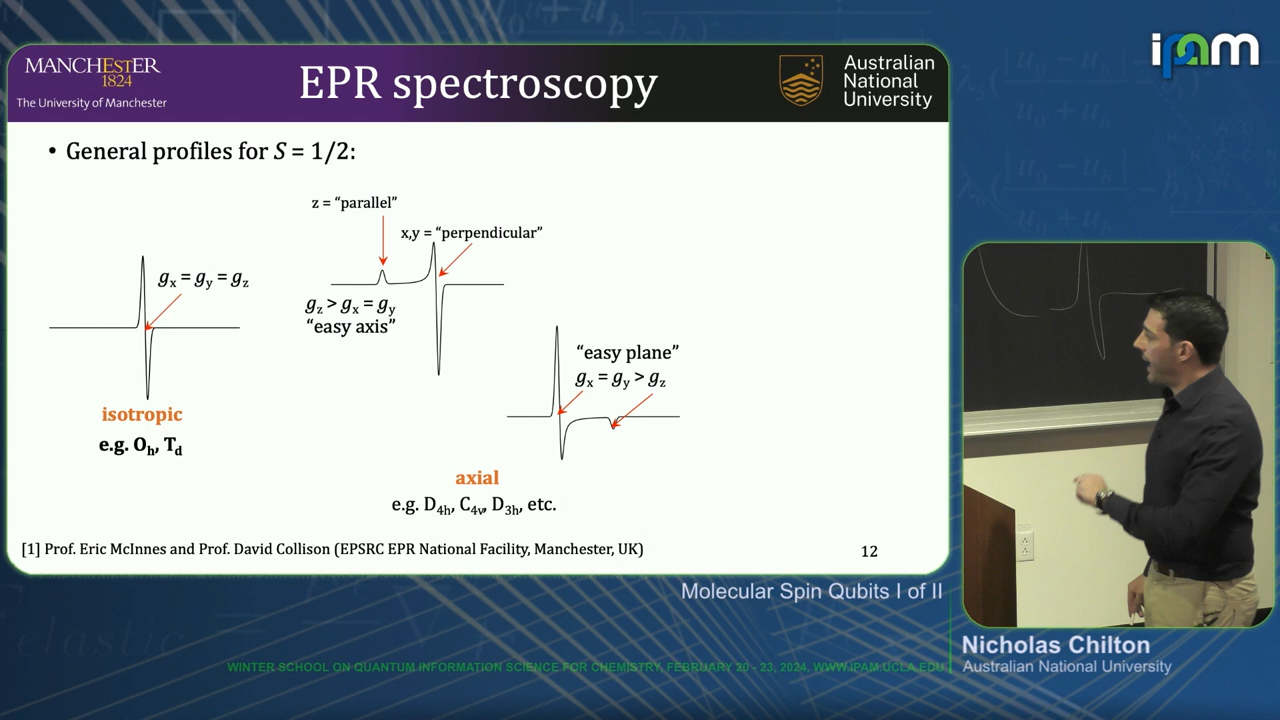 MANCHESTER
1824
The University of Manchester
EPR spectroscopy
Australian
National
University
ipam
• General profiles for S = 1/2:
z = “parallel”
x,y = “perpendicular”
gx = gy = gz
gz > gx = gy
“easy axis”
“easy plane”
gx = gy > gz
isotropic
e.g. Oh, Td
axial
e.g. D4h, C4v, D3h, etc.
[1] Prof. Eric McInnes and Prof. David Collison (EPSRC EPR National Facility, Manchester, UK)
12
Molecular Spin Qubits I of II
Nicholas Chilton
Australian National University
WINTER SCHOOL ON QUANTUM INFORMATION SCIENCE FOR CHEMISTRY, FEBRUARY 20 - 23, 2024, WWW.IPAM.UCLA.EDU
elastic